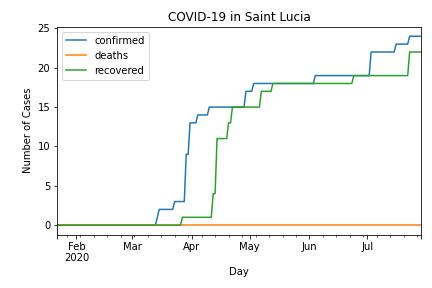 COVID-19 in Saint Lucia
confirmed
deaths
recovered
25
20
15
10
5
0
Number of Cases
Feb Mar Apr May Jun Jul
2020
Day